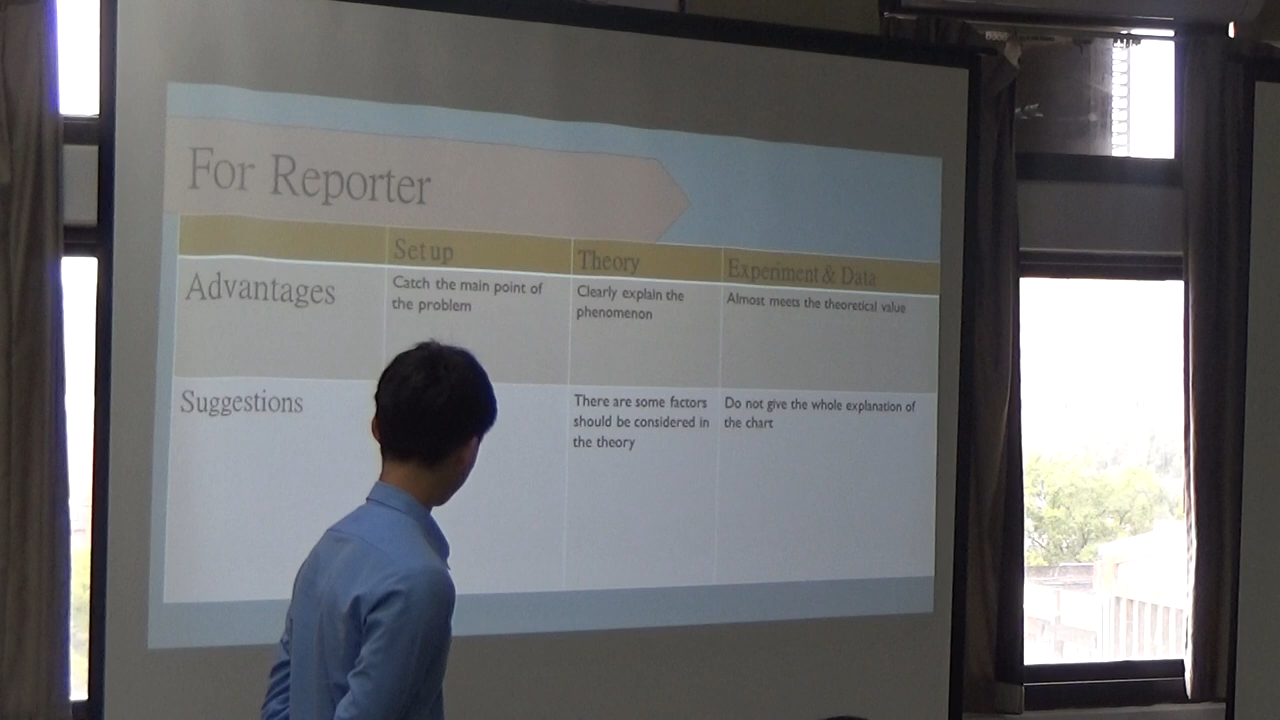 For Reporter
Set up Theory Experiment & Data
Advantages
Catch the main point of
the problem
Clearly explain the
phenomenon
Almost meets the theoretical value
Suggestions
There are some factors
should be considered in
the theory
Do not give the whole explanation of
the chart